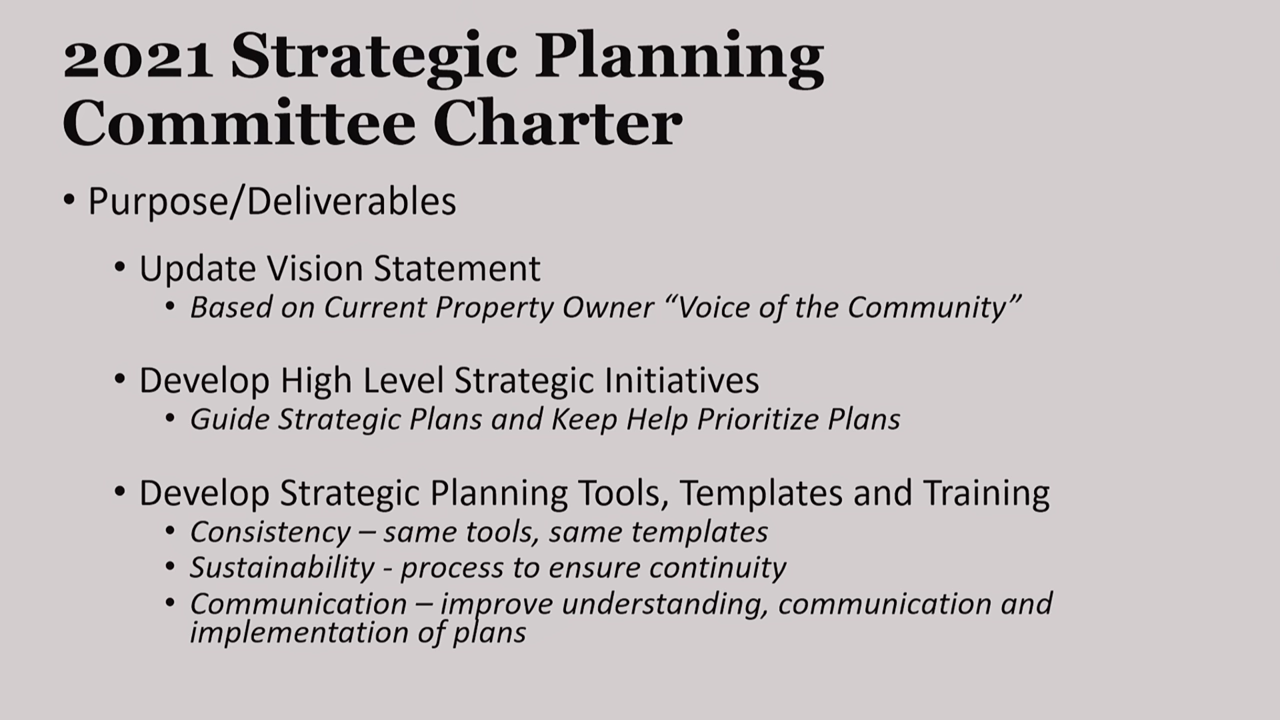 2021 Strategic Planning
Committee Charter
• Purpose/Deliverables
• Update Vision Statement
• Based on Current Property Owner “Voice of the Community”
• Develop High Level Strategic Initiatives
• Guide Strategic Plans and Keep Help Prioritize Plans
• Develop Strategic Planning Tools, Templates and Training
• Consistency – same tools, same templates
• Sustainability - process to ensure continuity
• Communication – improve understanding, communication and
implementation of plans